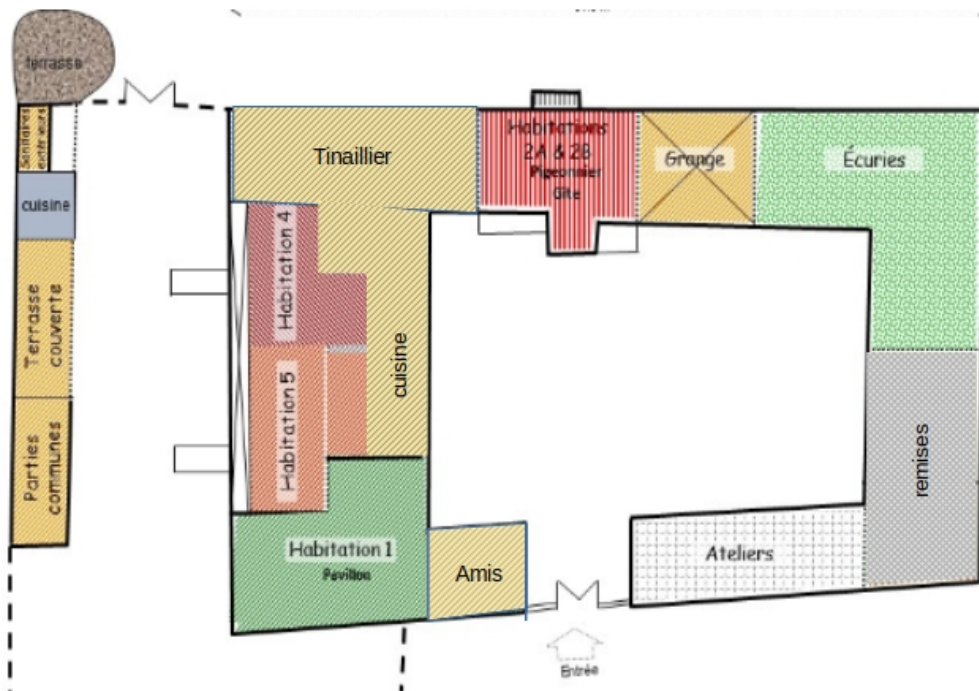 terrasse
Sanitaires
extérieurs
cuisine
Terrasse
couverte
Parties
communes
Tinaillier
Habitations
2A & 2B
Pigeonnier
Gîte
Grange
Écuries
Habitation 4
cuisine
Habitation 5
remises
Habitation 1
Pavillon
Amis
Ateliers
Entrée